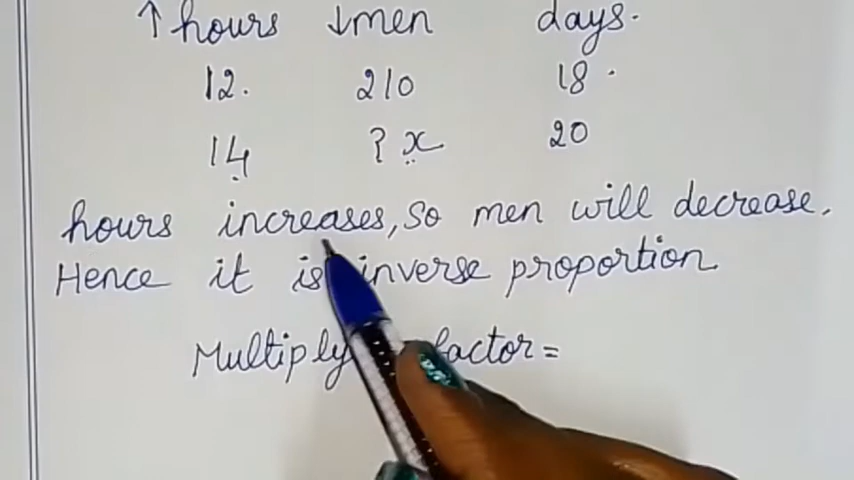 ↑ hours ↓men days.
12. 210 18.
14 ? x 20
hours increases, So men will decrease.
Hence it is inverse proportion
Multiply factor =